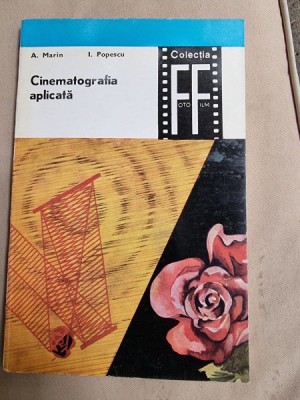 A. Marin I. Popescu
Cinematografia
aplicată
Colecția
FF
OTO ILM